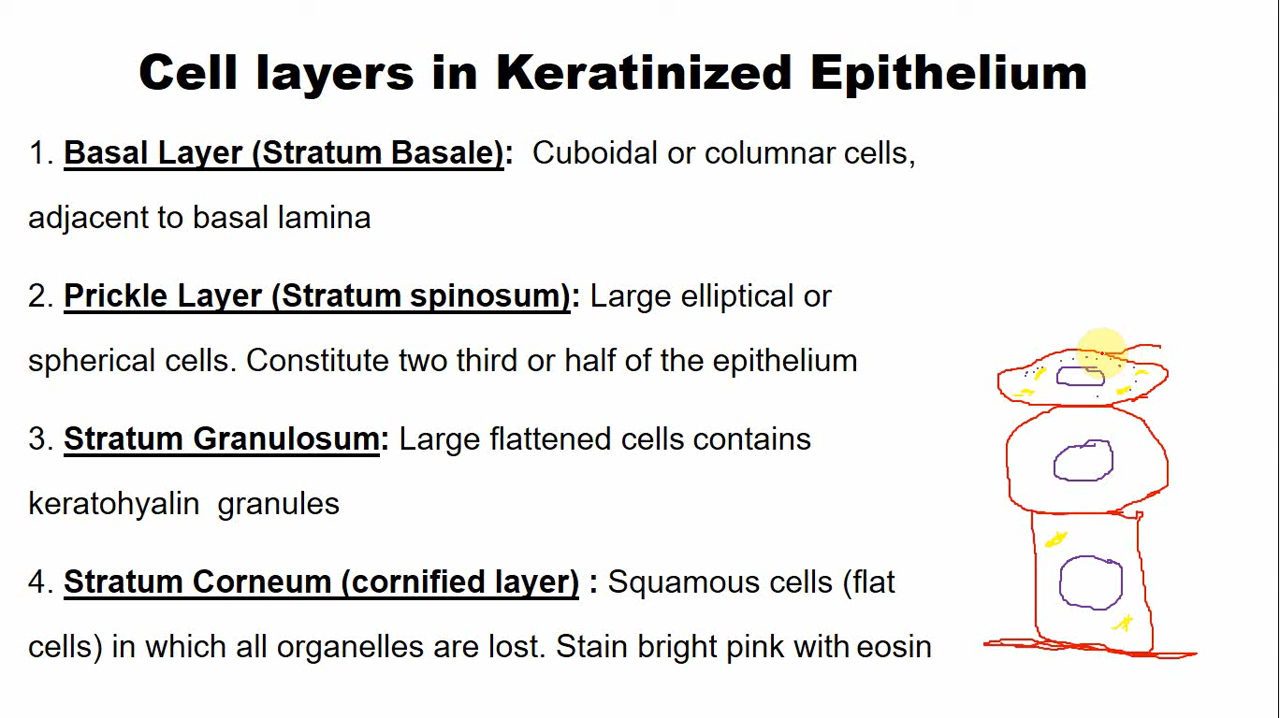 Cell layers in Keratinized Epithelium
1. Basal Layer (Stratum Basale): Cuboidal or columnar cells,
adjacent to basal lamina
2. Prickle Layer (Stratum spinosum): Large elliptical or
spherical cells. Constitute two third or half of the epithelium
3. Stratum Granulosum: Large flattened cells contains
keratohyalin granules
4. Stratum Corneum (cornified layer) : Squamous cells (flat
cells) in which all organelles are lost. Stain bright pink with eosin